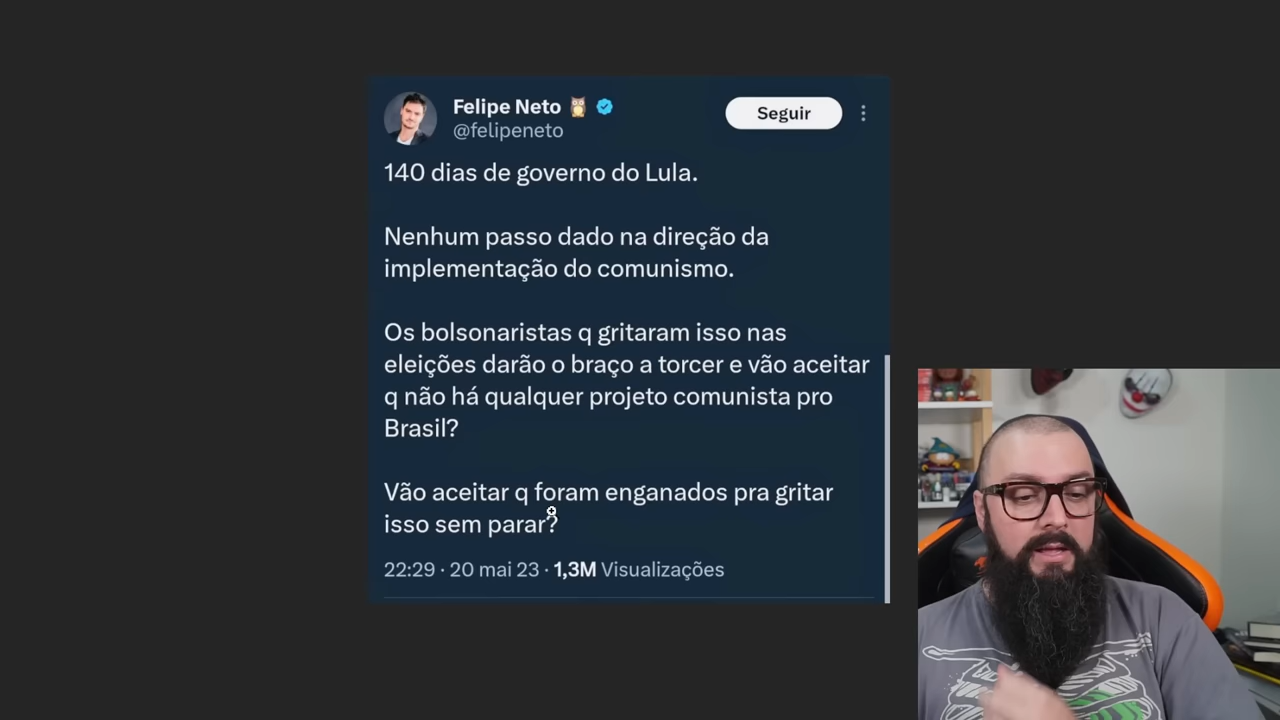 Felipe Neto 🦉
Seguir
@felipeneto
140 dias de governo do Lula.
Nenhum passo dado na direção da
implementação do comunismo.
Os bolsonaristas q gritaram isso nas
eleições darão o braço a torcer e vão aceitar
q não há qualquer projeto comunista pro
Brasil?
Vão aceitar q foram enganados pra gritar
isso sem parar?
22:29 · 20 mai 23 · 1,3M Visualizações